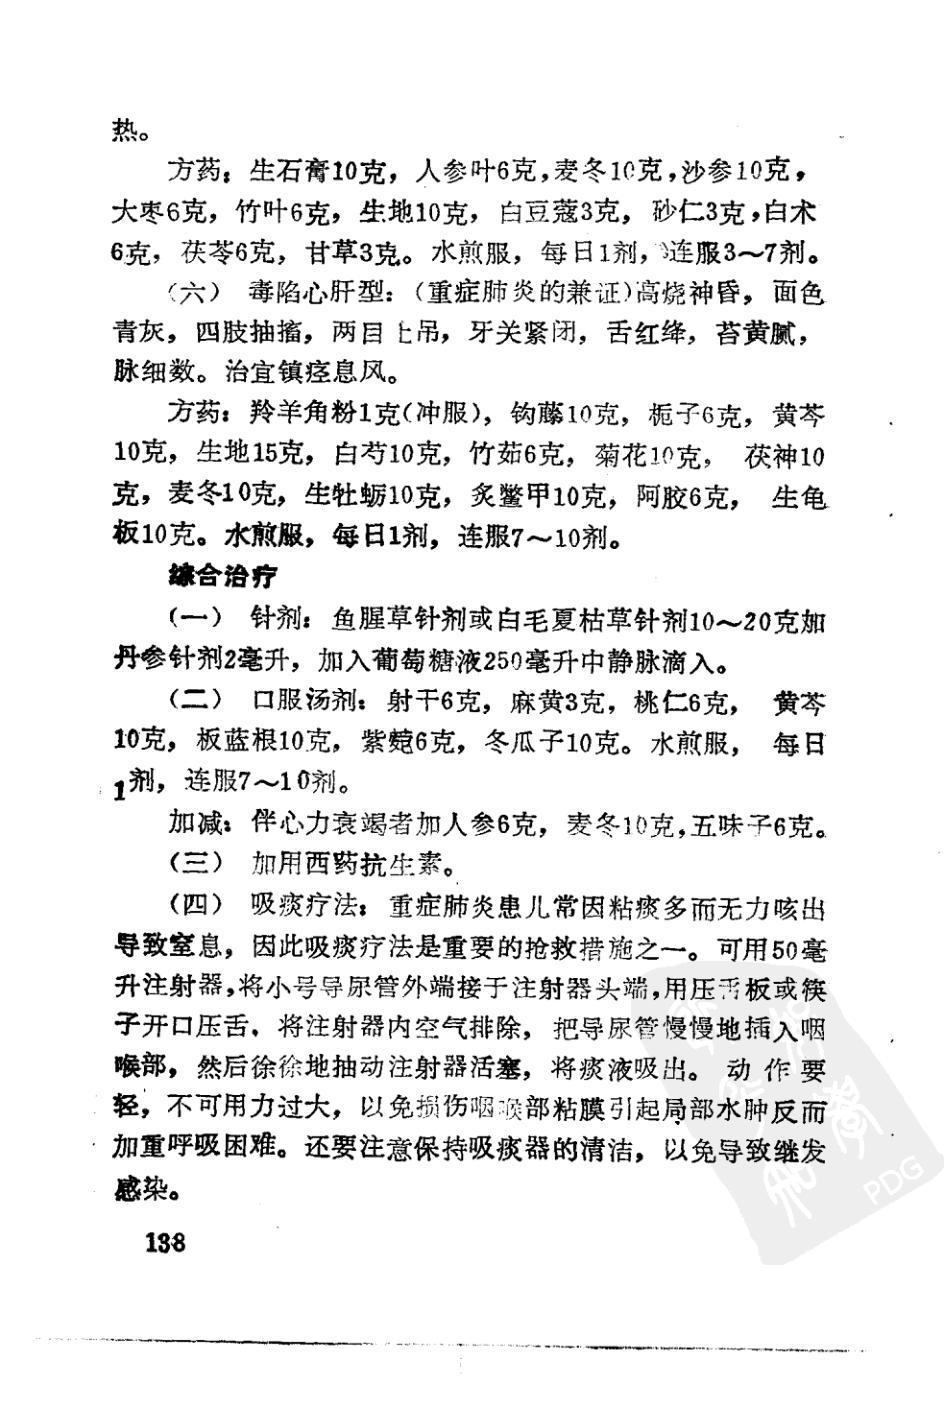 热。
方药：生石膏10克，人参叶6克，麦冬10克，沙参10克，
大枣6克，竹叶6克，生地10克，白豆蔻3克，砂仁3克，白术
6克，茯苓6克，甘草3克。水煎服，每日1剂，连服3～7剂。
（六） 毒陷心肝型：（重症肺炎的兼证）高烧神昏，面色
青灰，四肢抽搐，两目上吊，牙关紧闭，舌红绛，苔黄腻，
脉细数。治宜镇痉息风。
方药：羚羊角粉1克（冲服），钩藤10克，栀子6克，黄芩
10克，生地15克，白芍10克，竹茹6克，菊花10克，茯神10
克，麦冬10克，生牡蛎10克，炙鳖甲10克，阿胶6克，生龟
板10克。水煎服，每日1剂，连服7～10剂。
综合治疗
（一） 针剂：鱼腥草针剂或白毛夏枯草针剂10～20克加
丹参针剂2毫升，加入葡萄糖液250毫升中静脉滴入。
（二） 口服汤剂：射干6克，麻黄3克，桃仁6克，黄芩
10克，板蓝根10克，紫菀6克，冬瓜子10克。水煎服，每日
1剂，连服7～10剂。
加减：伴心力衰竭者加人参6克，麦冬10克，五味子6克。
（三） 加用西药抗生素。
（四） 吸痰疗法：重症肺炎患儿常因粘痰多而无力咳出
导致窒息，因此吸痰疗法是重要的抢救措施之一。可用50毫
升注射器，将小号导尿管外端接于注射器头端，用压舌板或筷
子开口压舌，将注射器内空气排除，把导尿管慢慢地插入咽
喉部，然后徐徐地抽动注射器活塞，将痰液吸出。动作要
轻，不可用力过大，以免损伤咽喉部粘膜引起局部水肿反而
加重呼吸困难。还要注意保持吸痰器的清洁，以免导致继发
感染。
138
PDG